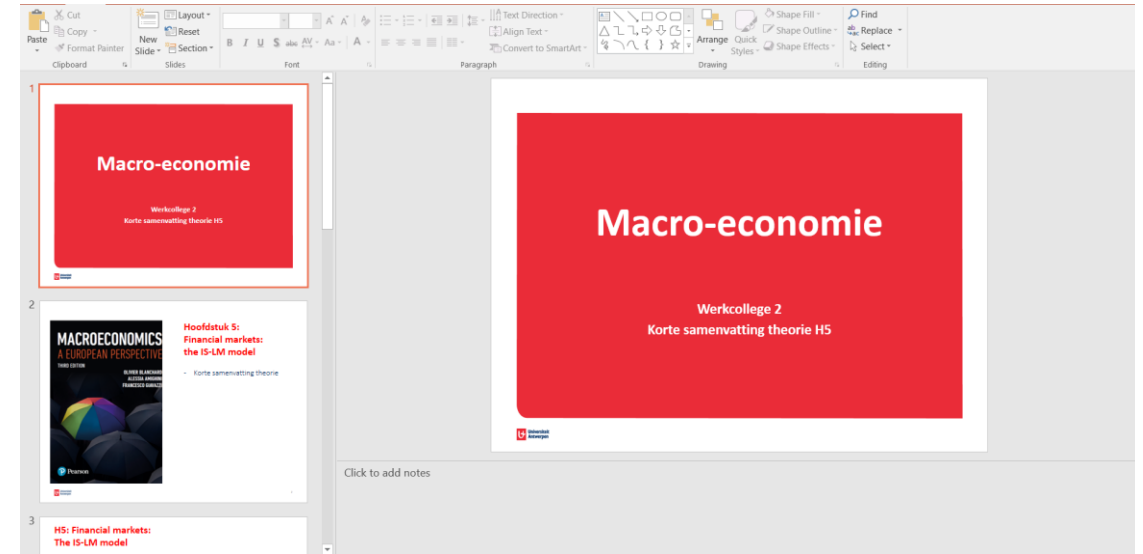 Cut
Copy
Format Painter
Paste
Clipboard
New
Slide
Layout
Reset
Section
Slides
B I U S abc AV Aa A
Font
Text Direction
Align Text
Convert to SmartArt
Paragraph
Arrange
Quick
Styles
Shape Fill
Shape Outline
Shape Effects
Drawing
Find
Replace
Select
Editing
1
Macro-economie
Werkcollege 2
Korte samenvatting theorie H5
2
MACROECONOMICS
A EUROPEAN PERSPECTIVE
THIRD EDITION
OLIVIER BLANCHARD
ALESSIA AMIGHINI
FRANCESCO GIAVAZZI
Pearson
Hoofdstuk 5:
Financial markets:
the IS-LM model
- Korte samenvatting theorie
3
H5: Financial markets:
The IS-LM model
Macro-economie
Werkcollege 2
Korte samenvatting theorie H5
Universiteit
Antwerpen
Click to add notes